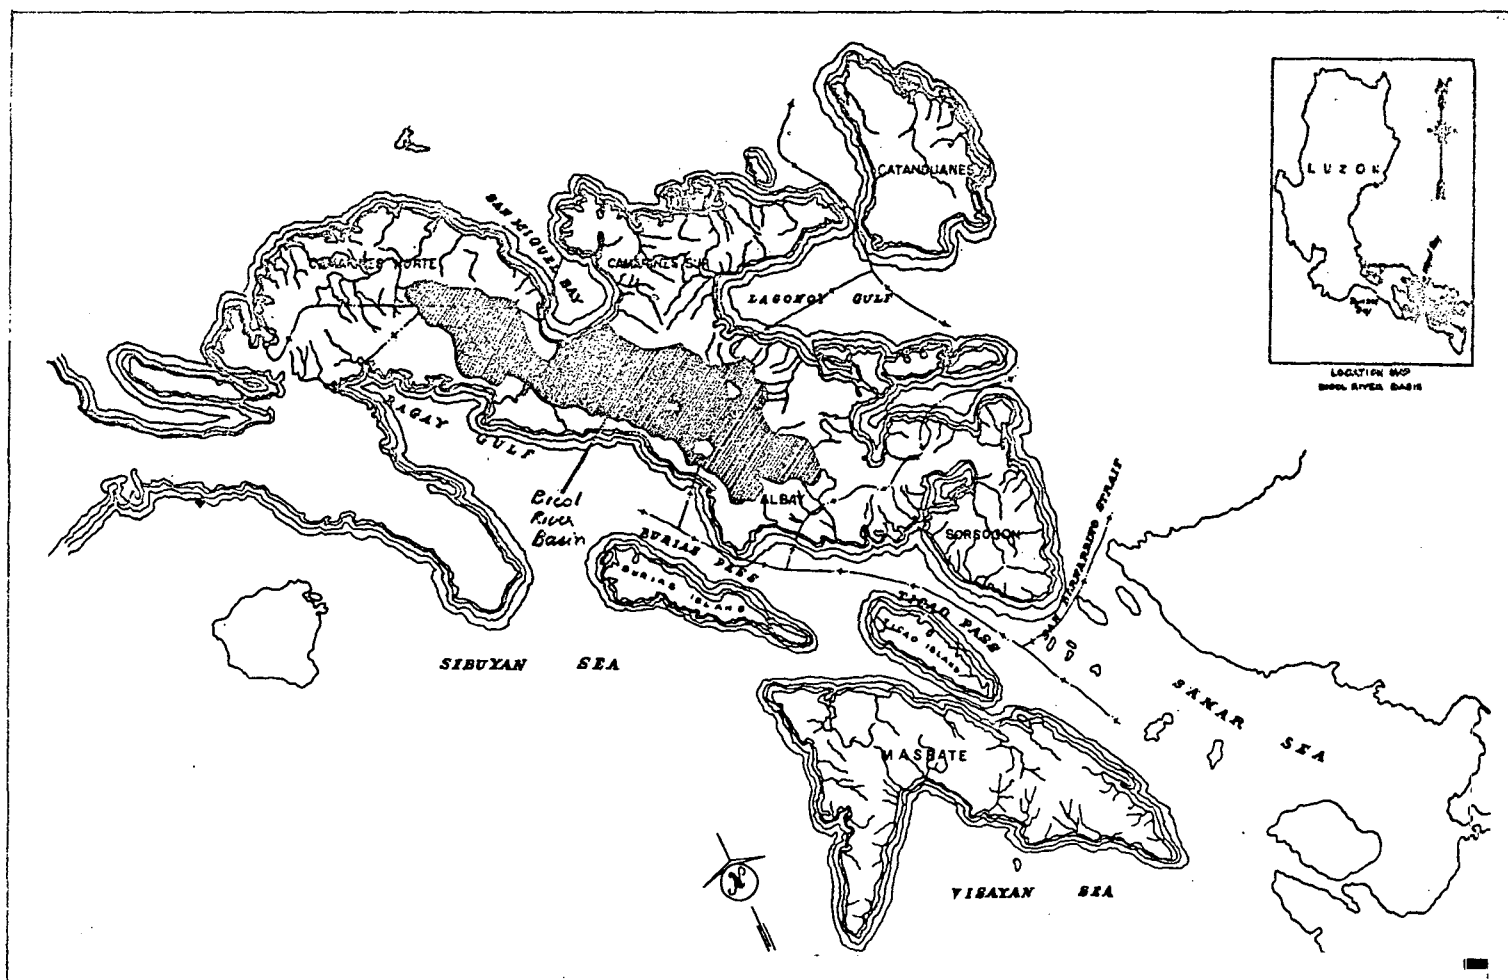 CATANDUANES
LUZON
SAN MIGUEL BAY
CAMARINES NORTE
CAMARINES SUR
LAGONOY GULF
LOCATION MAP
BICOL RIVER BASIN
RAGAY GULF
Bicol
River
Basin
ALBAY
SORSOGON
SAN BERNARDINO STRAIT
BURIAS PASS
BURIAS ISLAND
TICAO PASS
TICAO ISLAND
SIBUYAN SEA
SAMAR SEA
MASBATE
VISAYAN SEA
N